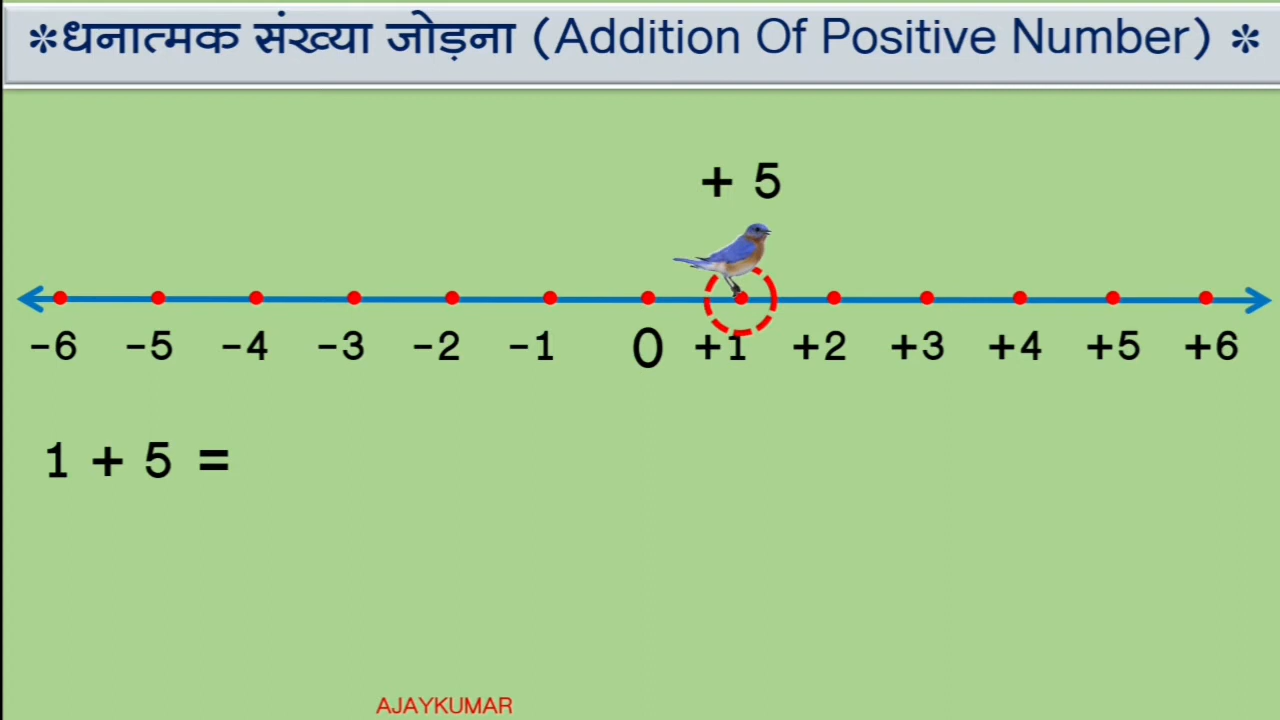 *धनात्मक संख्या जोड़ना (Addition Of Positive Number) *
+ 5
-6 -5 -4 -3 -2 -1 0 +1 +2 +3 +4 +5 +6
1 + 5 =
AJAYKUMAR